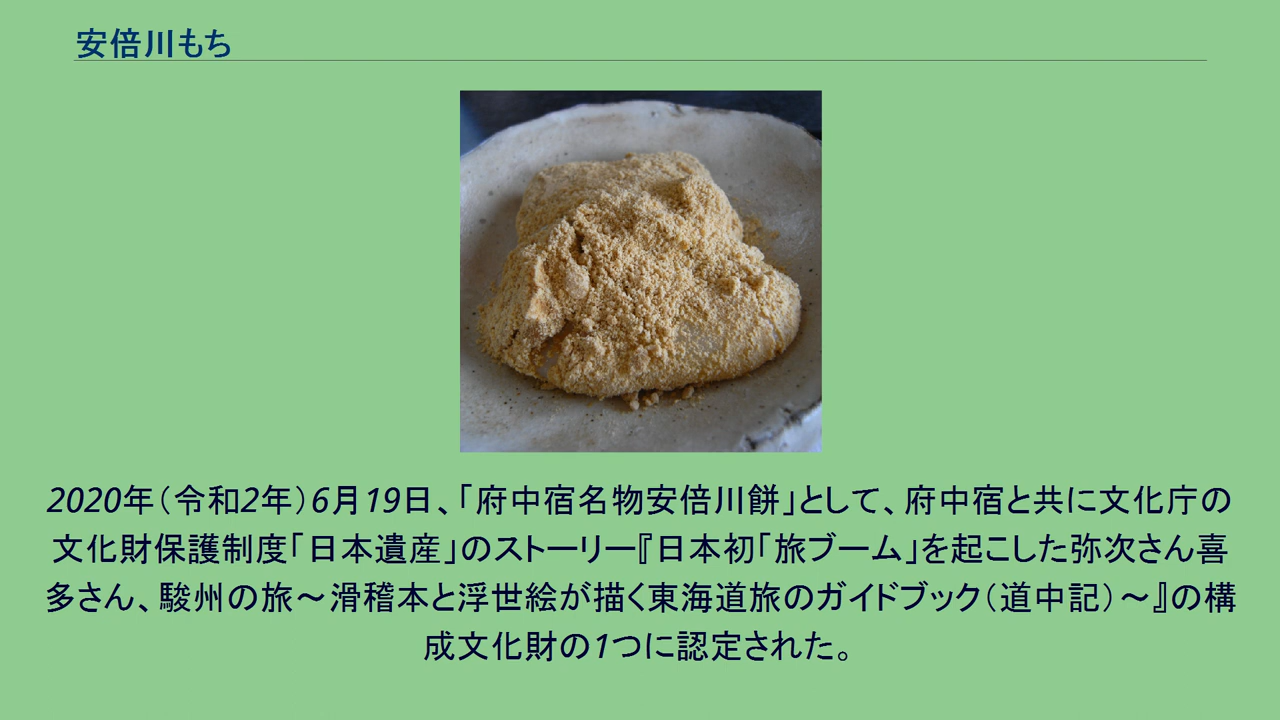 安倍川もち
2020年（令和2年）6月19日、「府中宿名物安倍川餅」として、府中宿と共に文化庁の
文化財保護制度「日本遺産」のストーリー『日本初「旅ブーム」を起こした弥次さん喜
多さん、駿州の旅～滑稽本と浮世絵が描く東海道旅のガイドブック（道中記）～』の構
成文化財の1つに認定された。